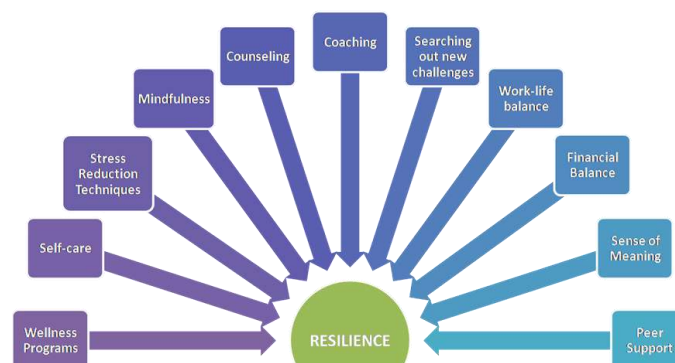 Coaching
Counseling
Searching
out new
challenges
Mindfulness
Work-life
balance
Stress
Reduction
Techniques
Financial
Balance
Self-care
Sense of
Meaning
Wellness
Programs
RESILIENCE
Peer
Support